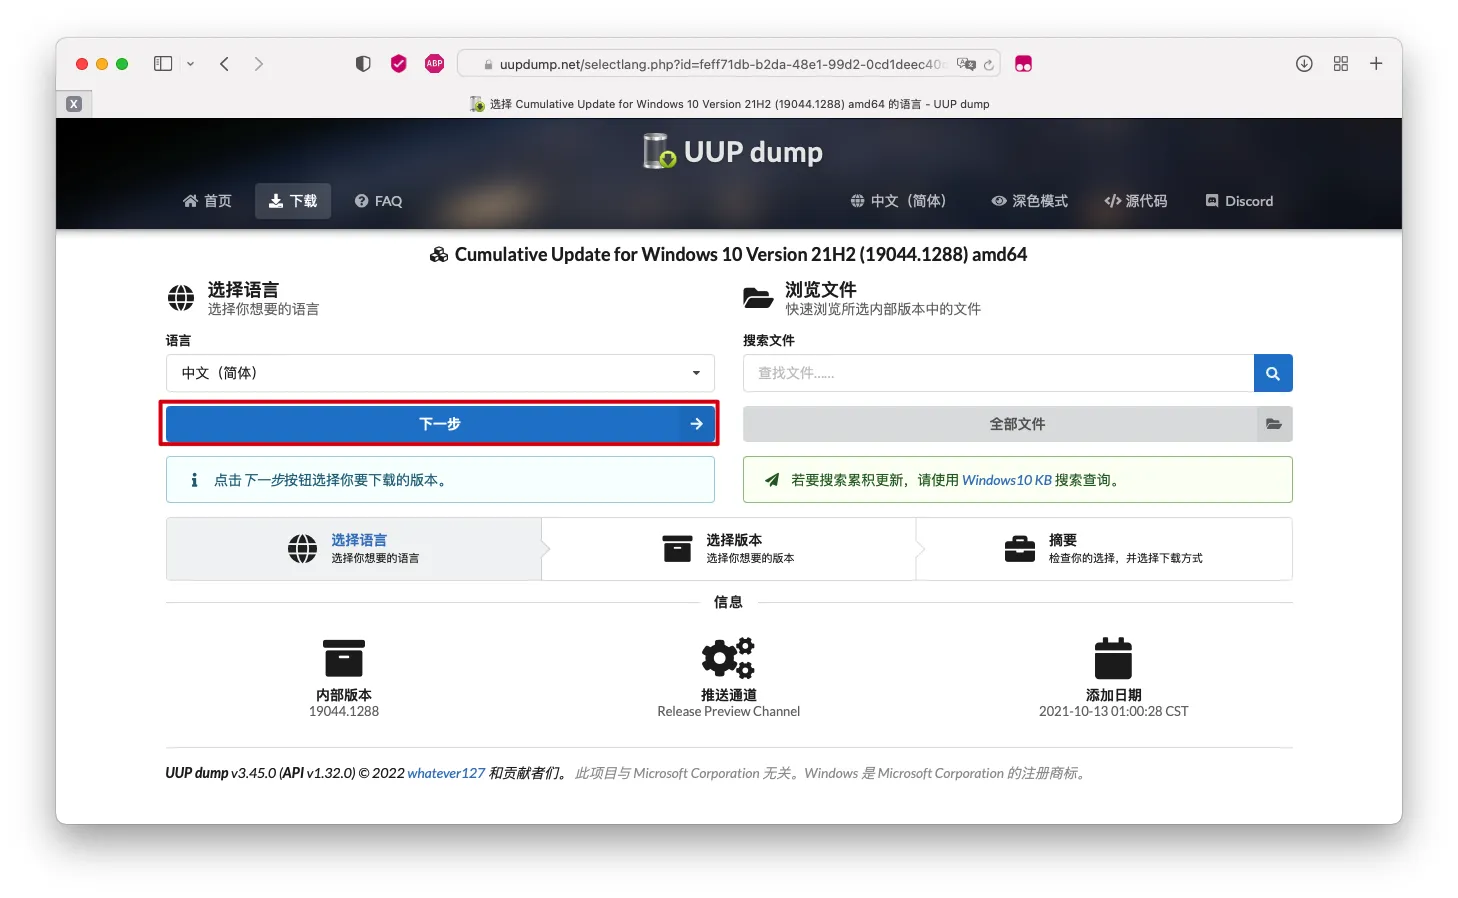 ABP
uupdump.net/selectlang.php?id=feff71db-b2da-48e1-99d2-0cd1deec40
X
选择 Cumulative Update for Windows 10 Version 21H2 (19044.1288) amd64 的语言 - UUP dump
UUP dump
首页
下载
FAQ
中文（简体）
深色模式
源代码
Discord
Cumulative Update for Windows 10 Version 21H2 (19044.1288) amd64
选择语言
选择你想要的语言
浏览文件
快速浏览所选内部版本中的文件
语言
中文（简体）
搜索文件
查找文件......
下一步
全部文件
点击下一步按钮选择你要下载的版本。
若要搜索累积更新，请使用 Windows10 KB 搜索查询。
选择语言
选择你想要的语言
选择版本
选择你想要的版本
摘要
检查你的选择，并选择下载方式
信息
内部版本
19044.1288
推送通道
Release Preview Channel
添加日期
2021-10-13 01:00:28 CST
UUP dump v3.45.0 (API v1.32.0) © 2022 whatever127 和贡献者们。 此项目与 Microsoft Corporation 无关。Windows 是 Microsoft Corporation 的注册商标。